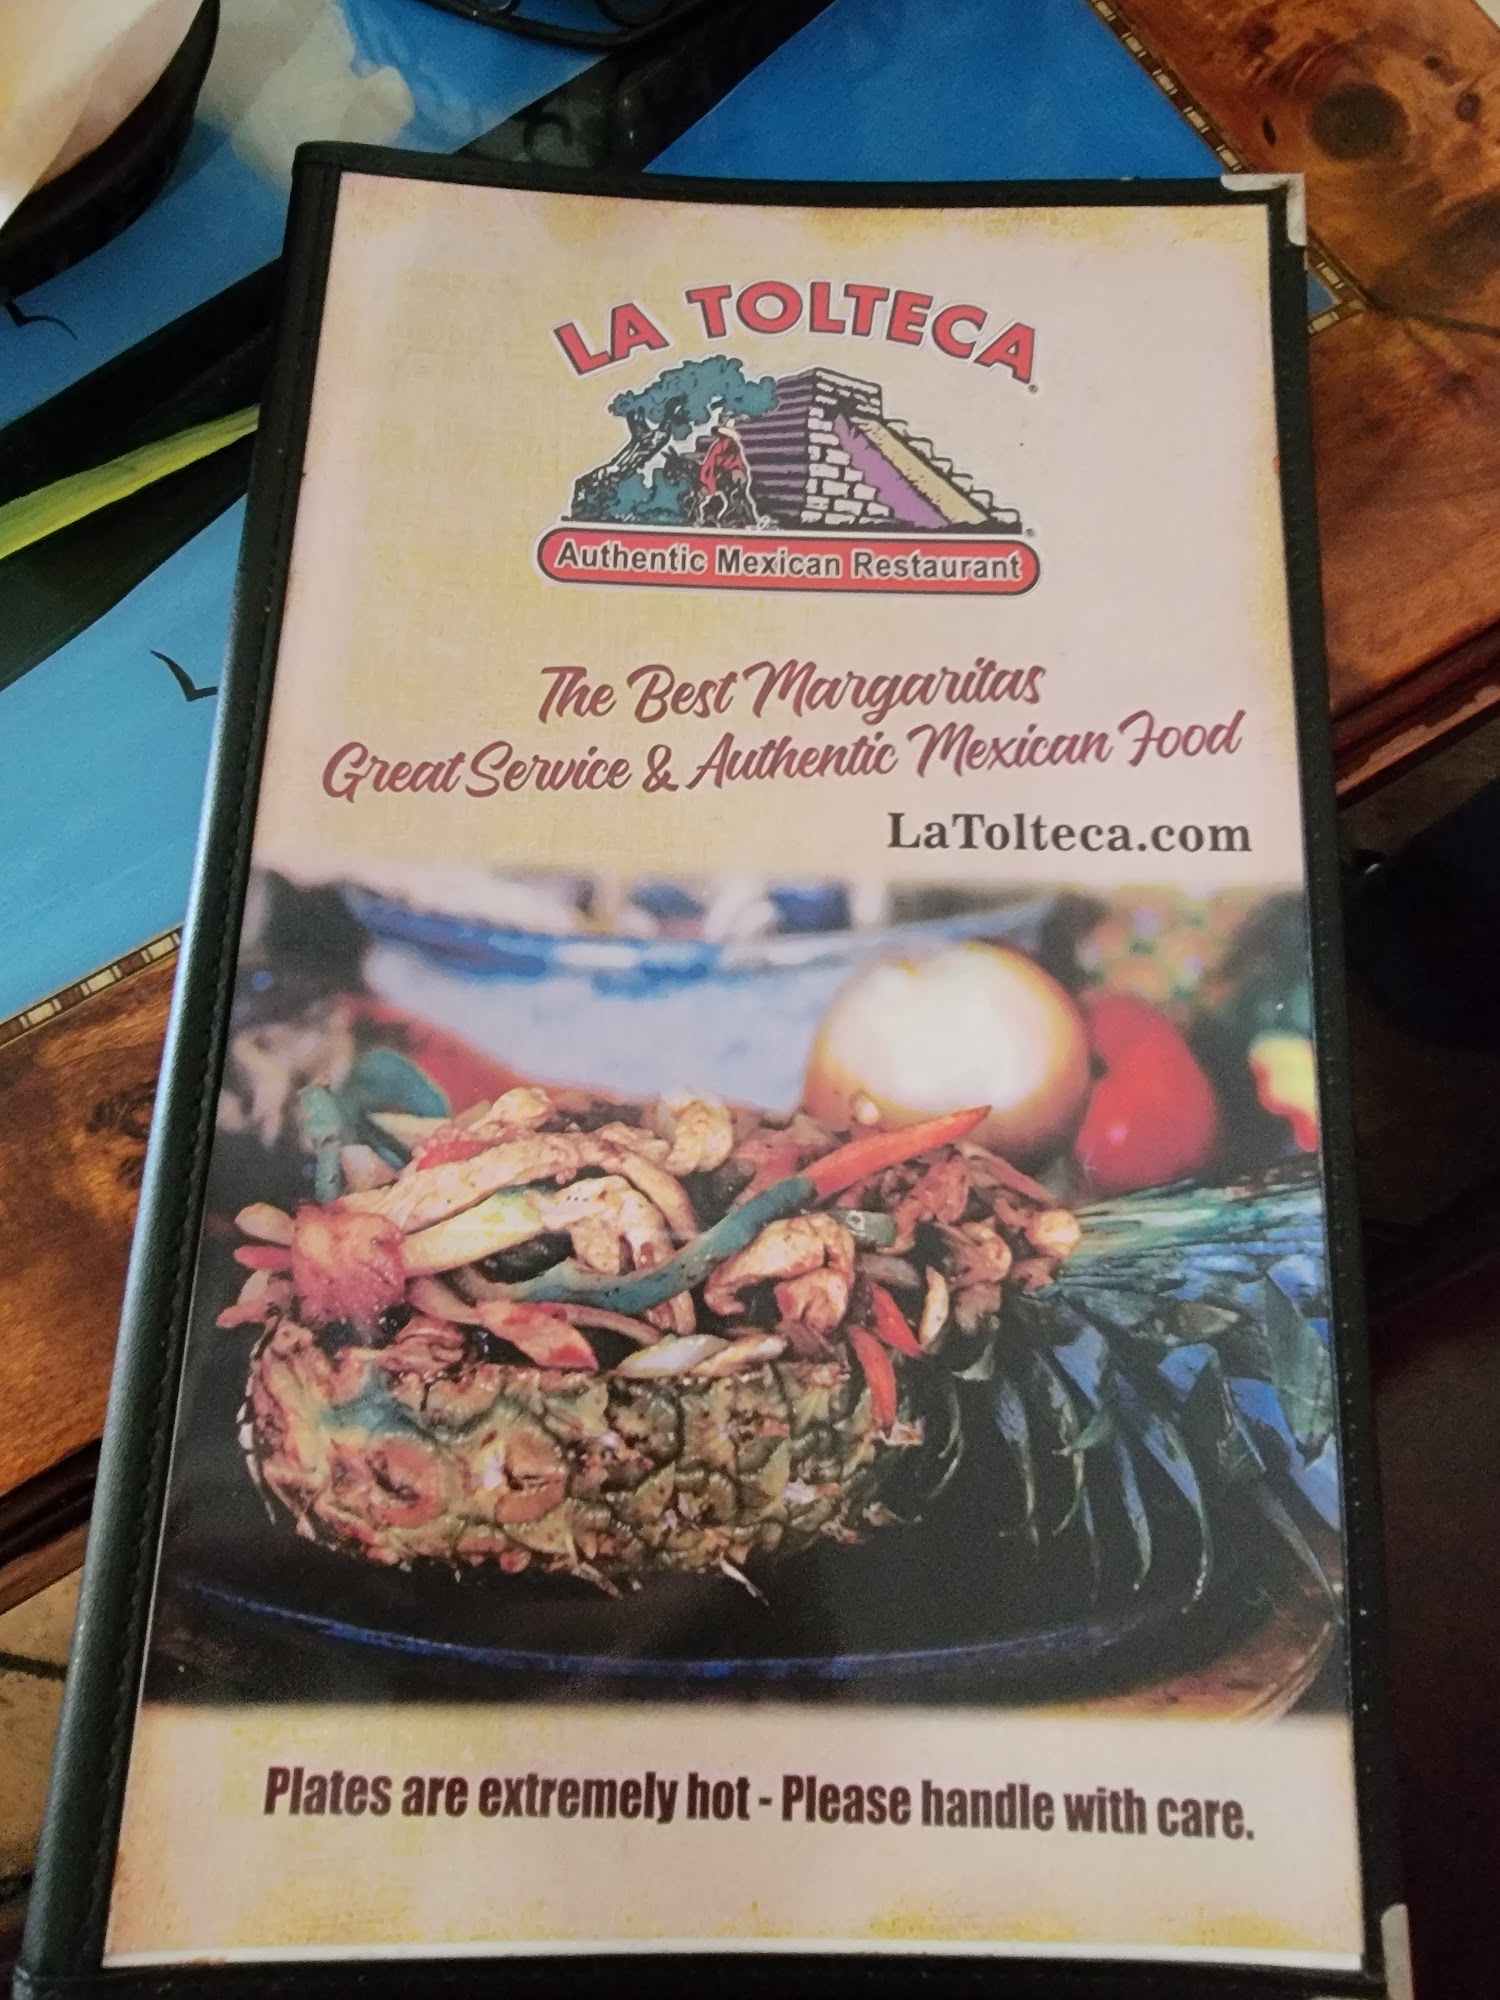 LA TOLTECA
Authentic Mexican Restaurant
The Best Margaritas
Great Service & Authentic Mexican Food
LaTolteca.com
Plates are extremely hot - Please handle with care.